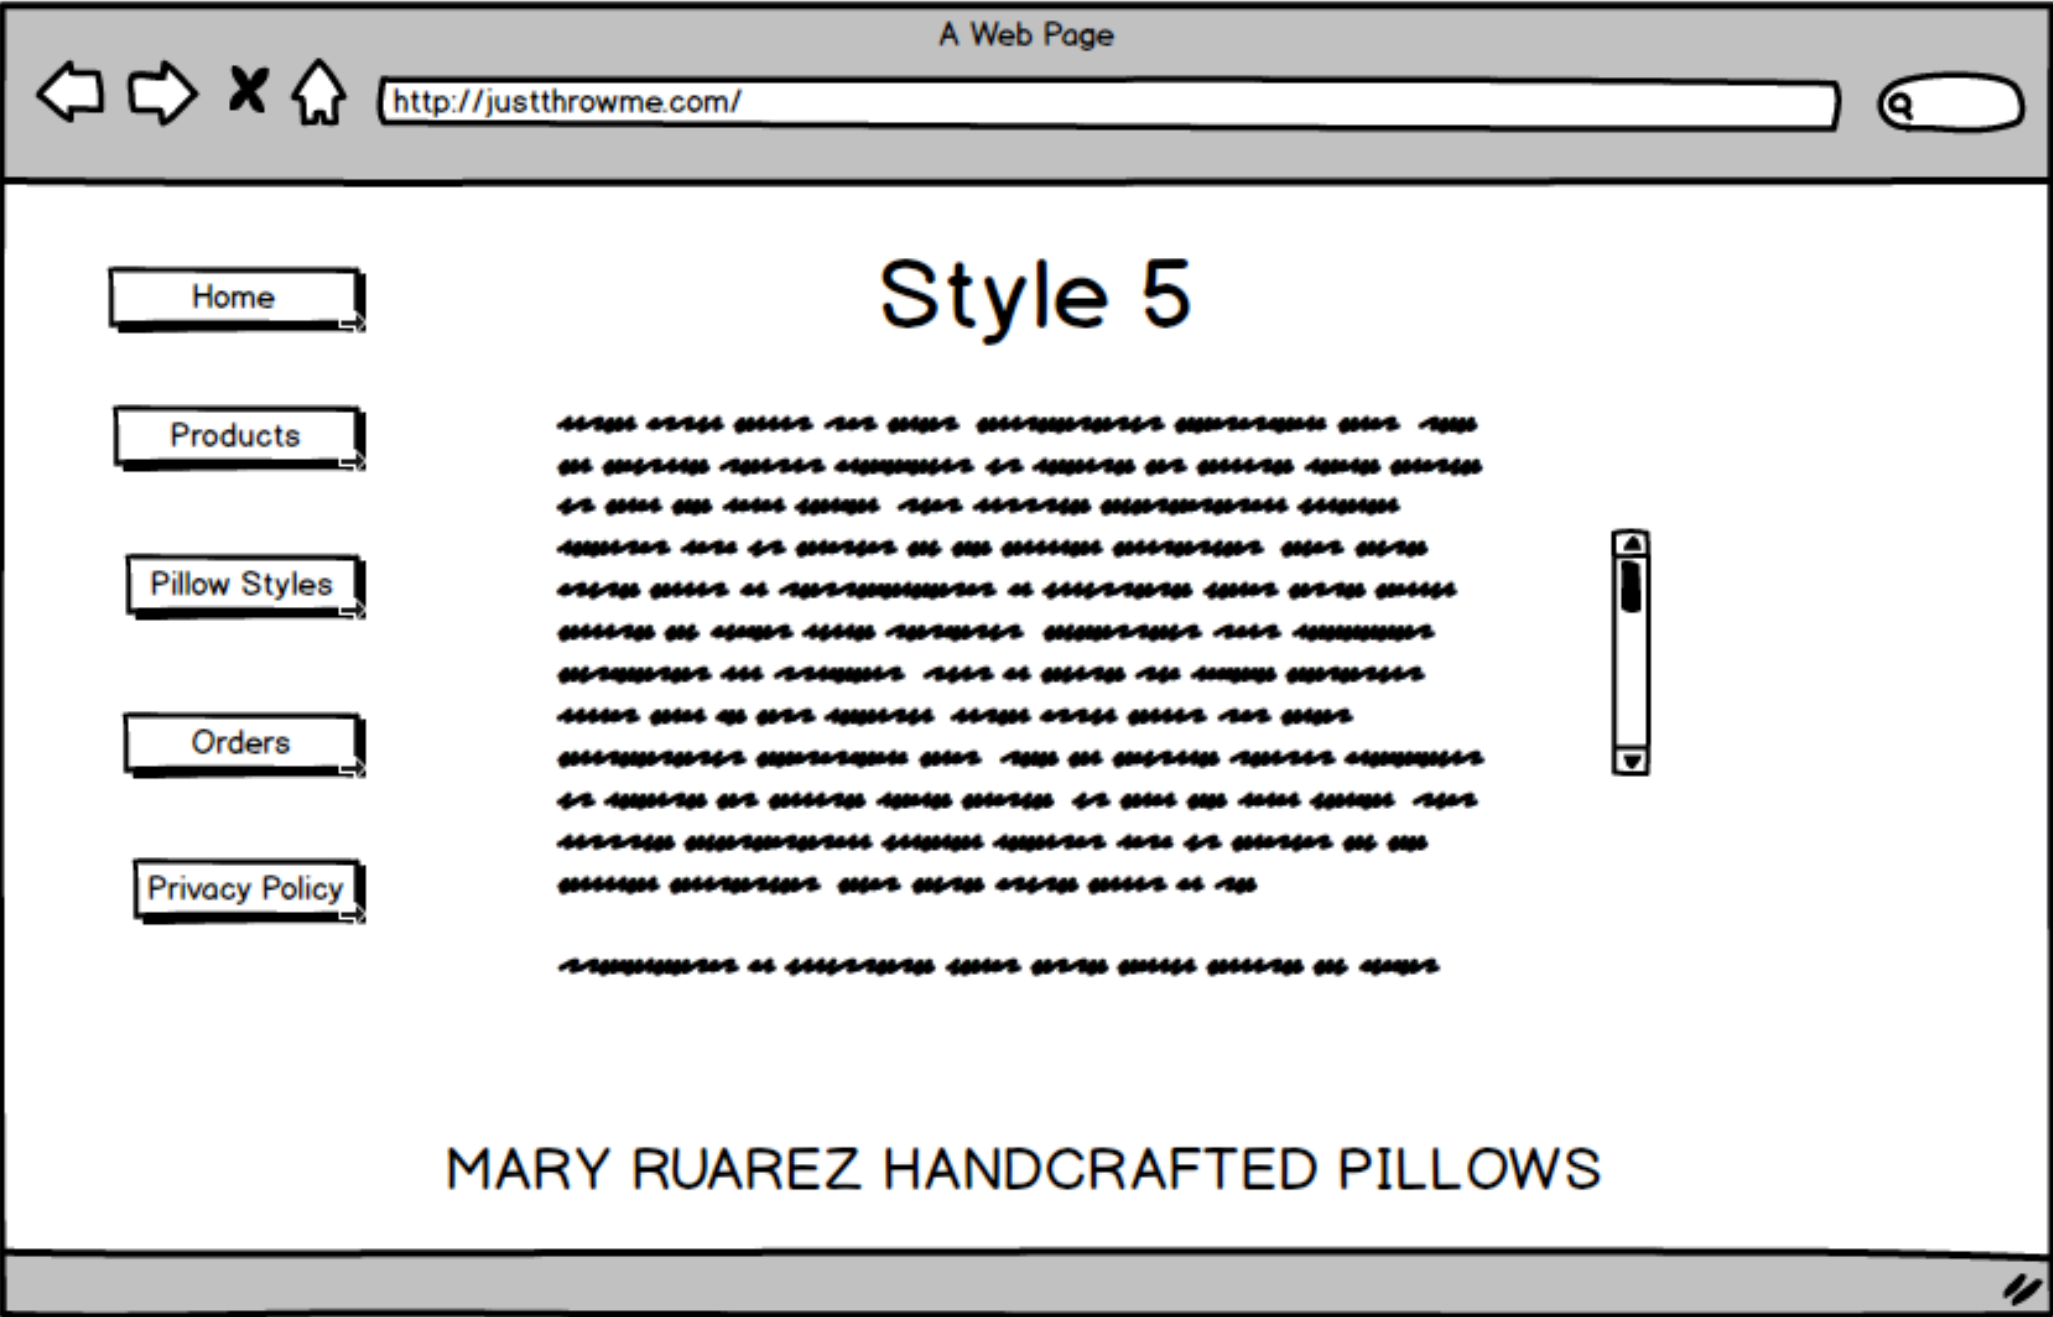 A Web Page
http://justthrowme.com/
Style 5
Home
Products
Pillow Styles
Orders
Privacy Policy
MARY RUAREZ HANDCRAFTED PILLOWS